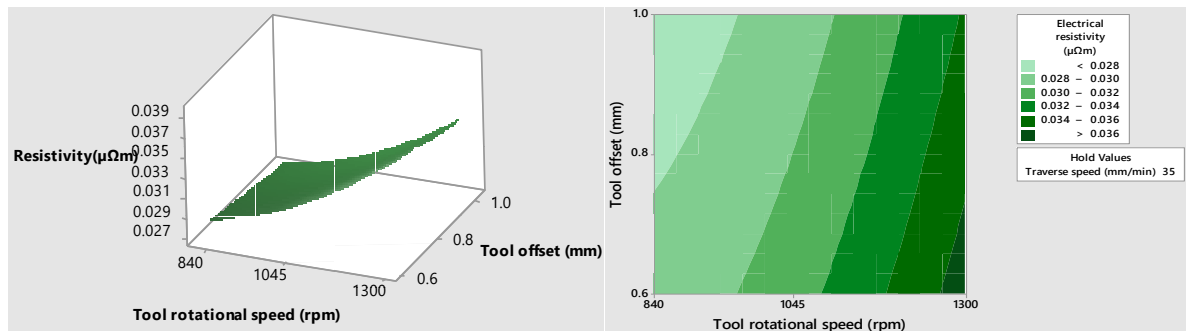 0.039
0.037
0.035
0.033
0.031
0.029
0.027
Resistivity(µΩm)
840
1045
1300
0.6
0.8
1.0
Tool offset (mm)
Tool rotational speed (rpm)
1.0
0.8
0.6
Tool offset (mm)
840
1045
1300
Tool rotational speed (rpm)
Electrical
resistivity
(µΩm)
< 0.028
0.028 – 0.030
0.030 – 0.032
0.032 – 0.034
0.034 – 0.036
> 0.036
Hold Values
Traverse speed (mm/min) 35